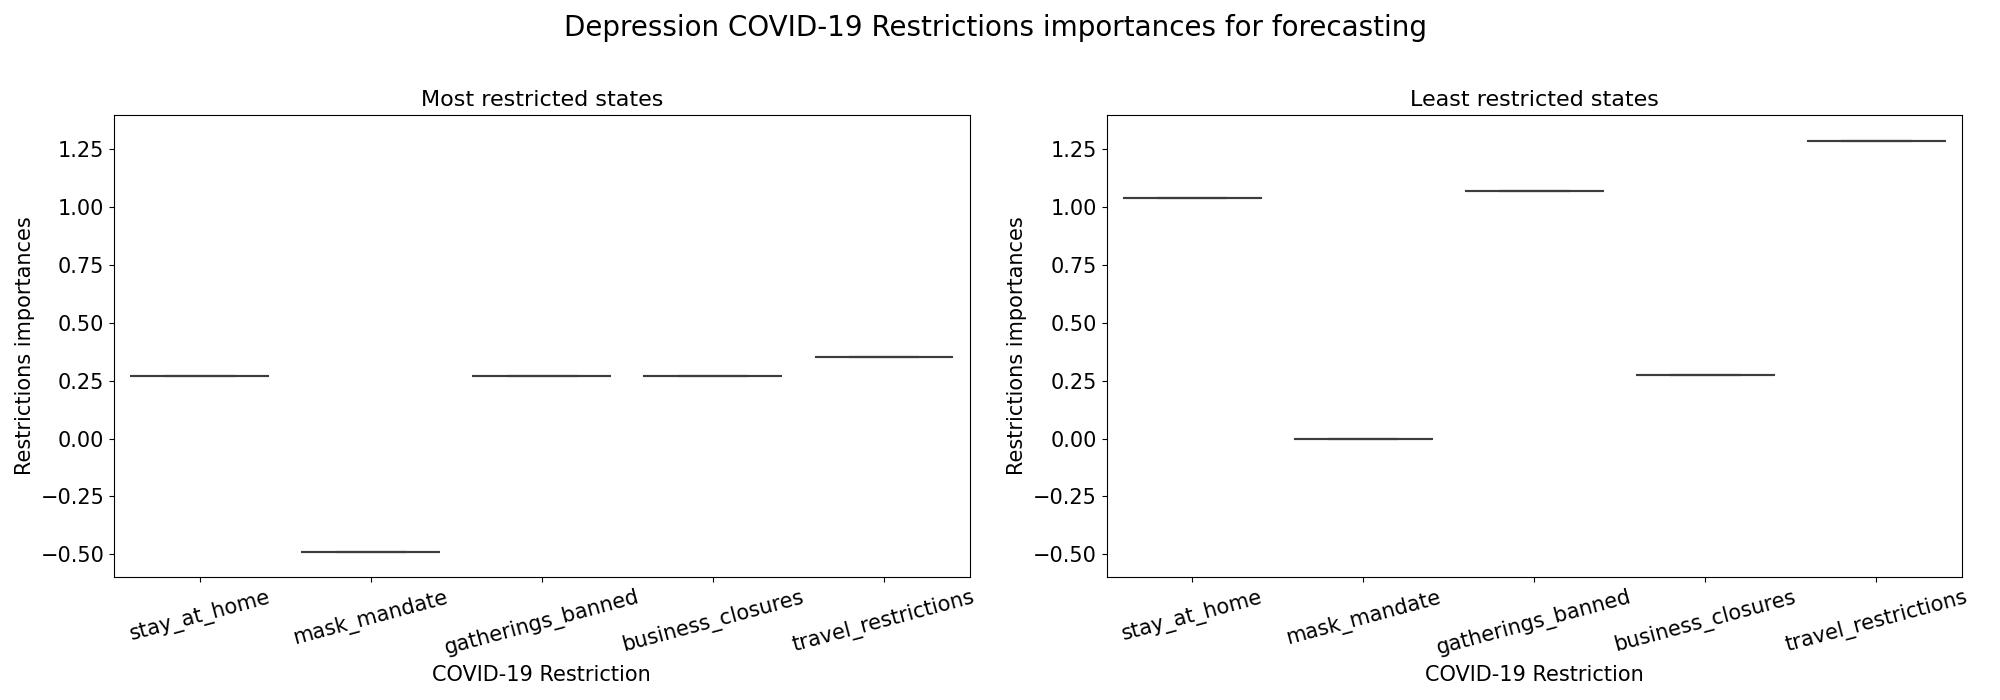 Depression COVID-19 Restrictions importances for forecasting
Most restricted states
Restrictions importances
1.25
1.00
0.75
0.50
0.25
0.00
−0.25
−0.50
stay_at_home
mask_mandate
gatherings_banned
business_closures
travel_restrictions
COVID-19 Restriction
Least restricted states
Restrictions importances
1.25
1.00
0.75
0.50
0.25
0.00
−0.25
−0.50
stay_at_home
mask_mandate
gatherings_banned
business_closures
travel_restrictions
COVID-19 Restriction